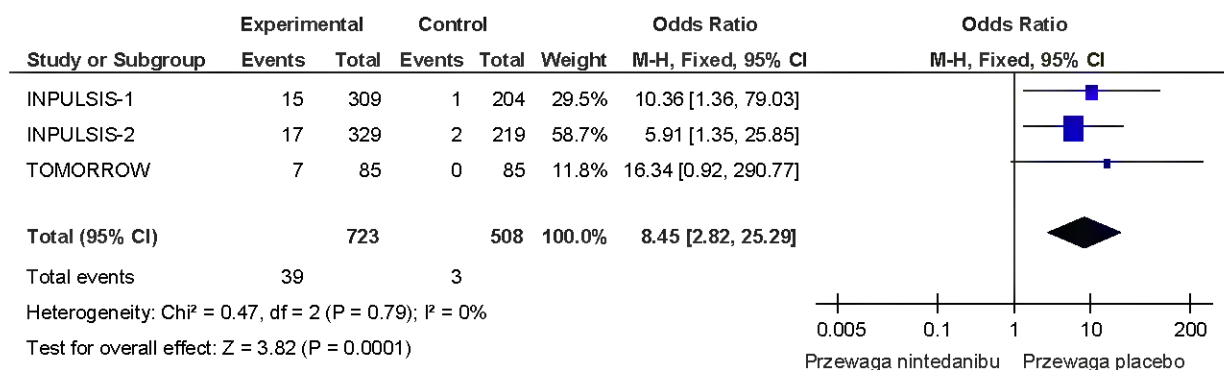 Experimental Control Odds Ratio Odds Ratio
Study or Subgroup Events Total Events Total Weight M-H, Fixed, 95% CI M-H, Fixed, 95% CI
INPULSIS-1 15 309 1 204 29.5% 10.36 [1.36, 79.03]
INPULSIS-2 17 329 2 219 58.7% 5.91 [1.35, 25.85]
TOMORROW 7 85 0 85 11.8% 16.34 [0.92, 290.77]
Total (95% CI) 723 508 100.0% 8.45 [2.82, 25.29]
Total events 39 3
Heterogeneity: Chi² = 0.47, df = 2 (P = 0.79); I² = 0%
Test for overall effect: Z = 3.82 (P = 0.0001)
0.005 0.1 1 10 200
Przewaga nintedanibu Przewaga placebo